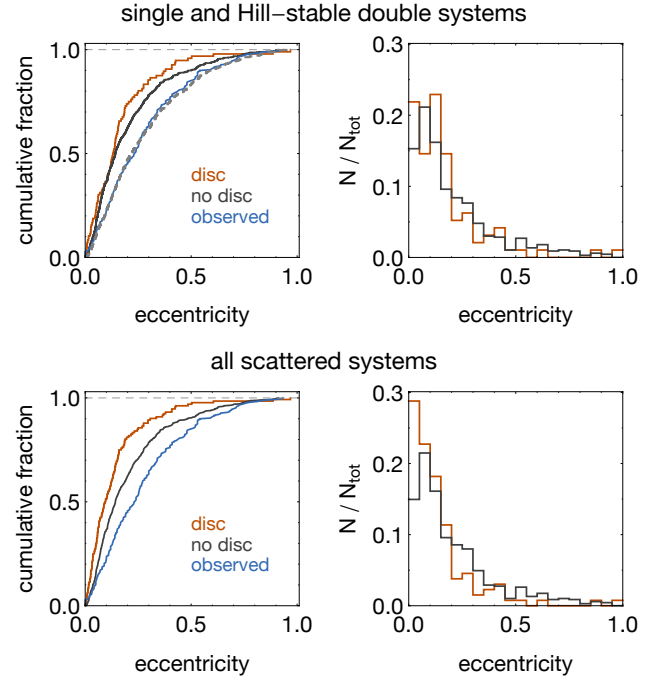 single and Hill−stable double systems
1.0
0.5
0.0
cumulative fraction
disc
no disc
observed
0.0 0.5 1.0
eccentricity
0.3
0.2
0.1
0.0
N / Ntot
0.0 0.5 1.0
eccentricity
all scattered systems
1.0
0.5
0.0
cumulative fraction
disc
no disc
observed
0.0 0.5 1.0
eccentricity
0.3
0.2
0.1
0.0
N / Ntot
0.0 0.5 1.0
eccentricity